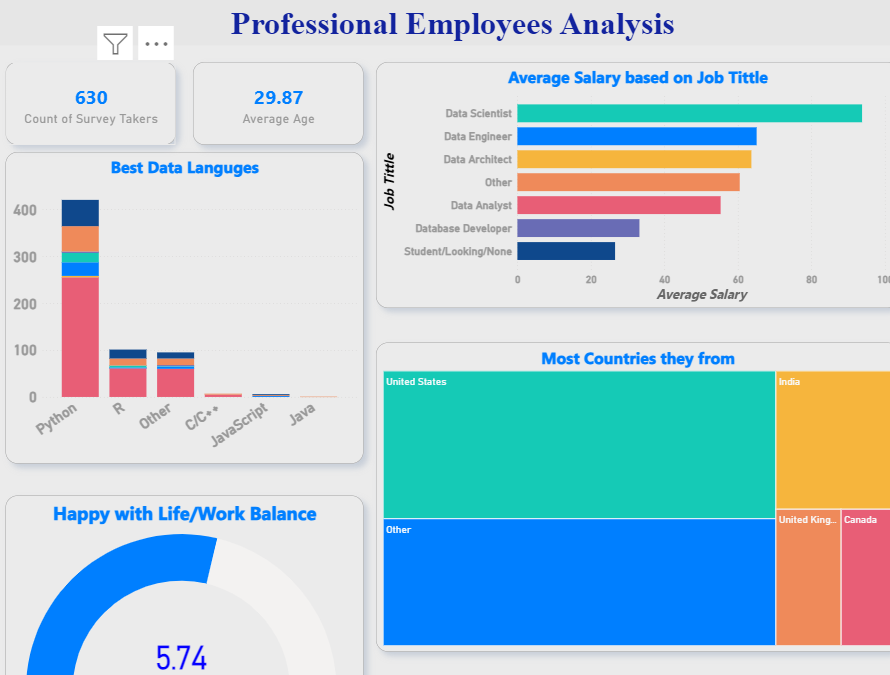 Professional Employees Analysis
630
Count of Survey Takers
29.87
Average Age
Best Data Languges
400
300
200
100
0
Python
R
Other
C/C++
JavaScript
Java
Happy with Life/Work Balance
5.74
Average Salary based on Job Tittle
Job Tittle
Data Scientist
Data Engineer
Data Architect
Other
Data Analyst
Database Developer
Student/Looking/None
0 20 40 60 80 100
Average Salary
Most Countries they from
United States
India
Other
United King...
Canada